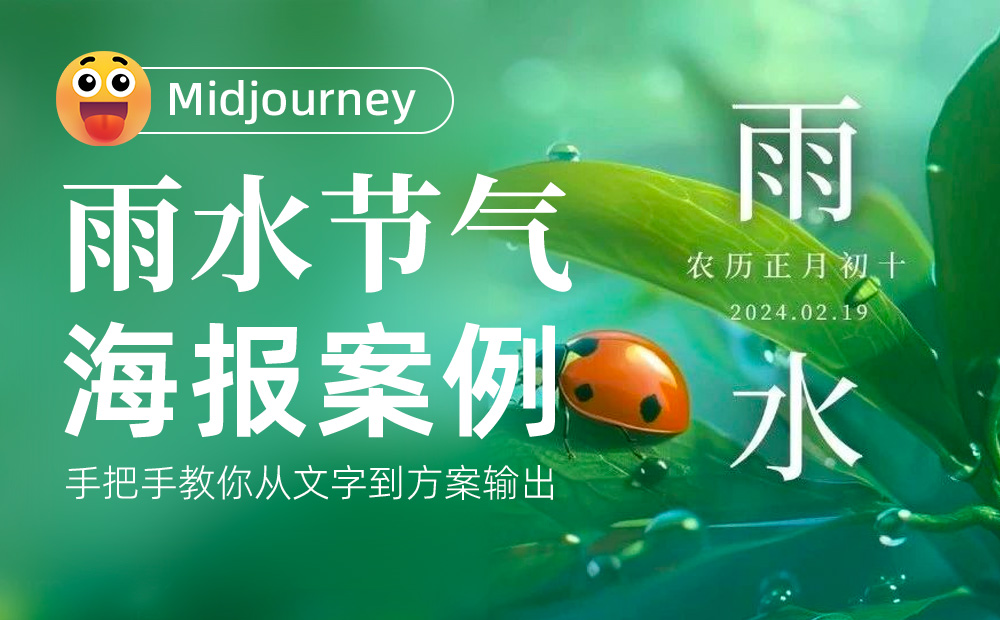 Midjourney
雨水节气
海报案例
手把手教你从文字到方案输出
雨
农历正月初十
2024.02.19
水